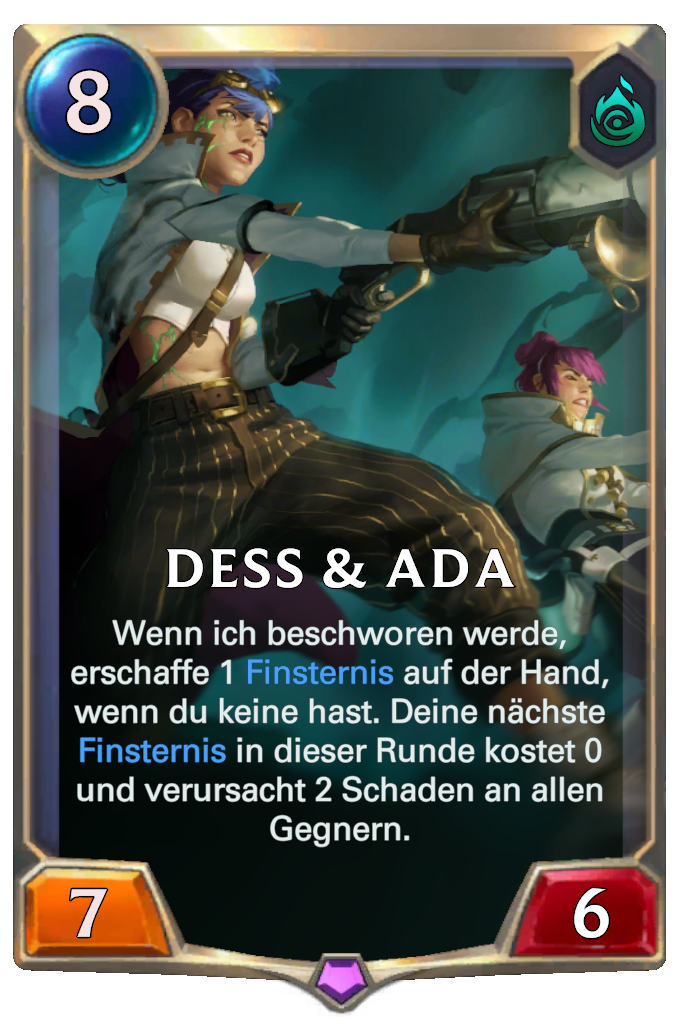 8
DESS & ADA
Wenn ich beschworen werde,
erschaffe 1 Finsternis auf der Hand,
wenn du keine hast. Deine nächste
Finsternis in dieser Runde kostet 0
und verursacht 2 Schaden an allen
Gegnern.
7
6